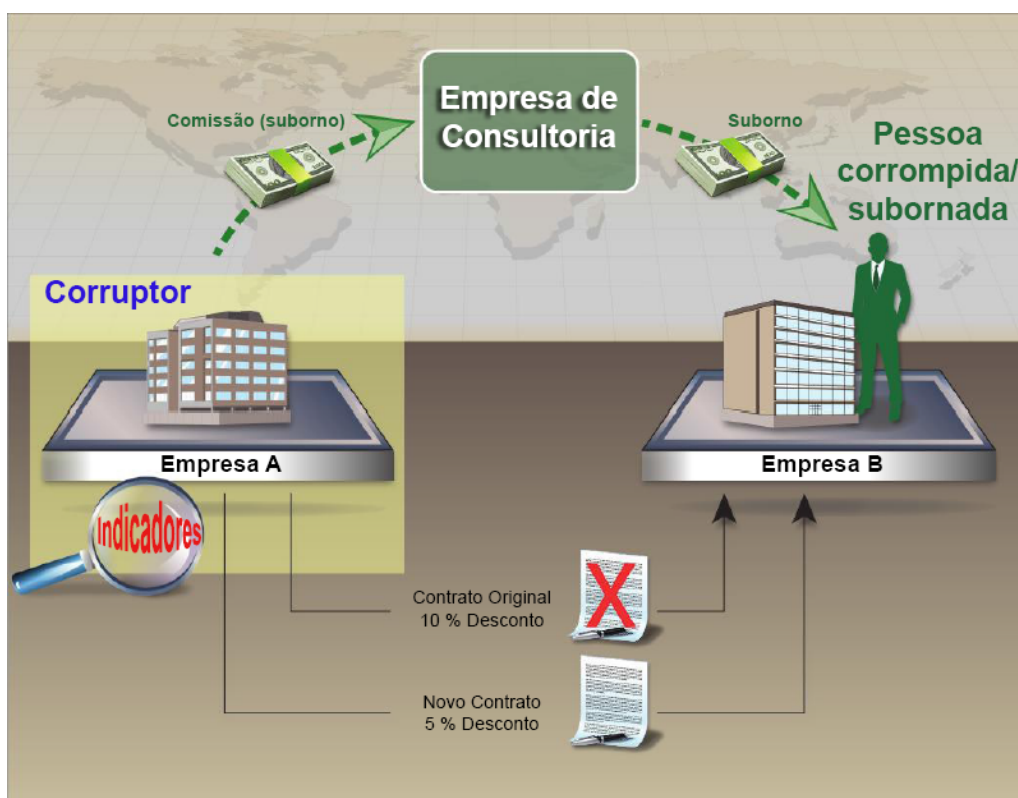 Empresa de
Consultoria
Comissão (suborno)
Suborno
Pessoa
corrompida/
subornada
Corruptor
Empresa A
Empresa B
Indicadores
Contrato Original
10 % Desconto
X
Novo Contrato
5 % Desconto